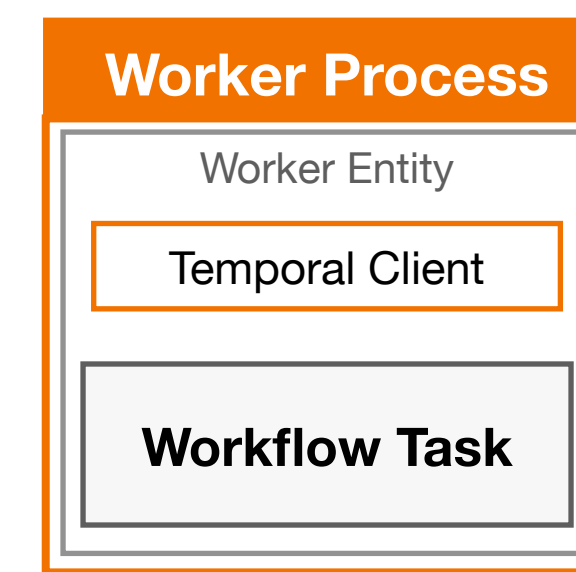 Worker Process
Worker Entity
Temporal Client
Workflow Task